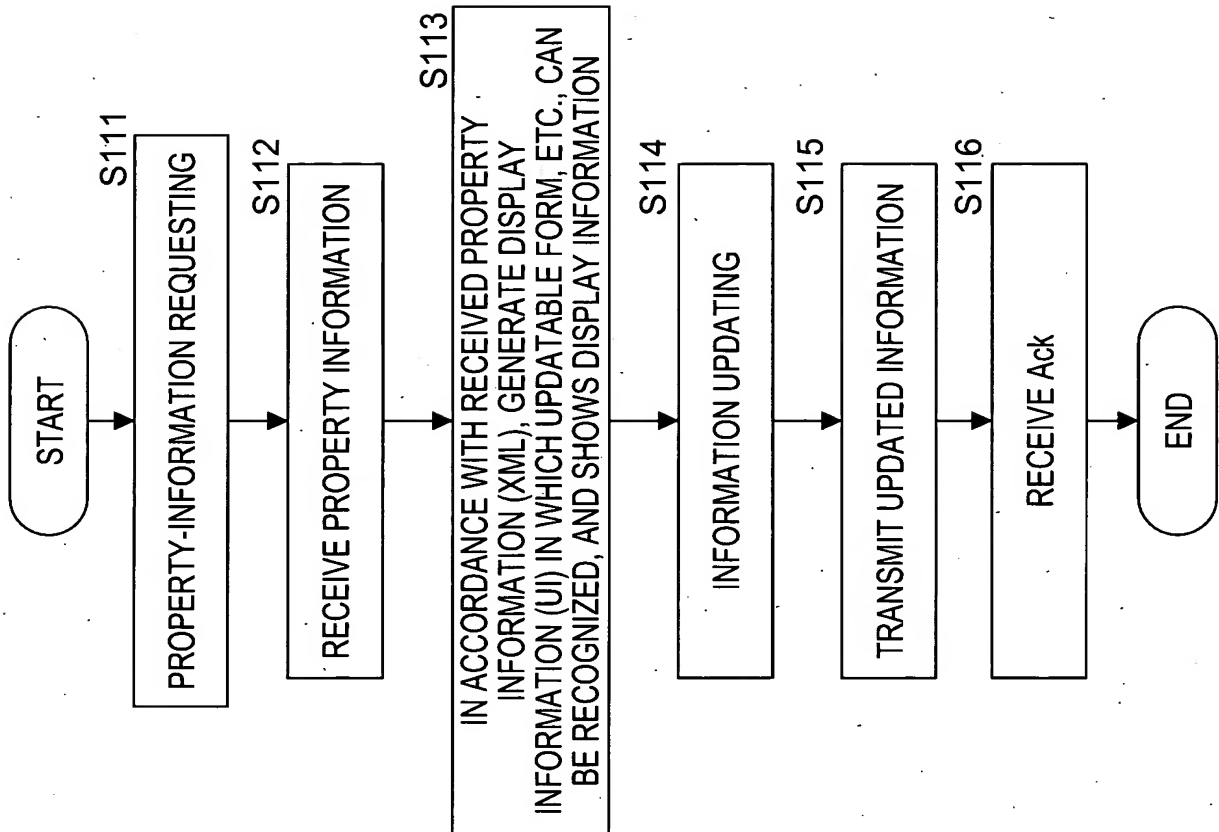 START
S111
PROPERTY-INFORMATION REQUESTING
S112
RECEIVE PROPERTY INFORMATION
S113
IN ACCORDANCE WITH RECEIVED PROPERTY
INFORMATION (XML), GENERATE DISPLAY
INFORMATION (UI) IN WHICH UPDATABLE FORM, ETC., CAN
BE RECOGNIZED, AND SHOWS DISPLAY INFORMATION
S114
INFORMATION UPDATING
S115
TRANSMIT UPDATED INFORMATION
S116
RECEIVE Ack
END